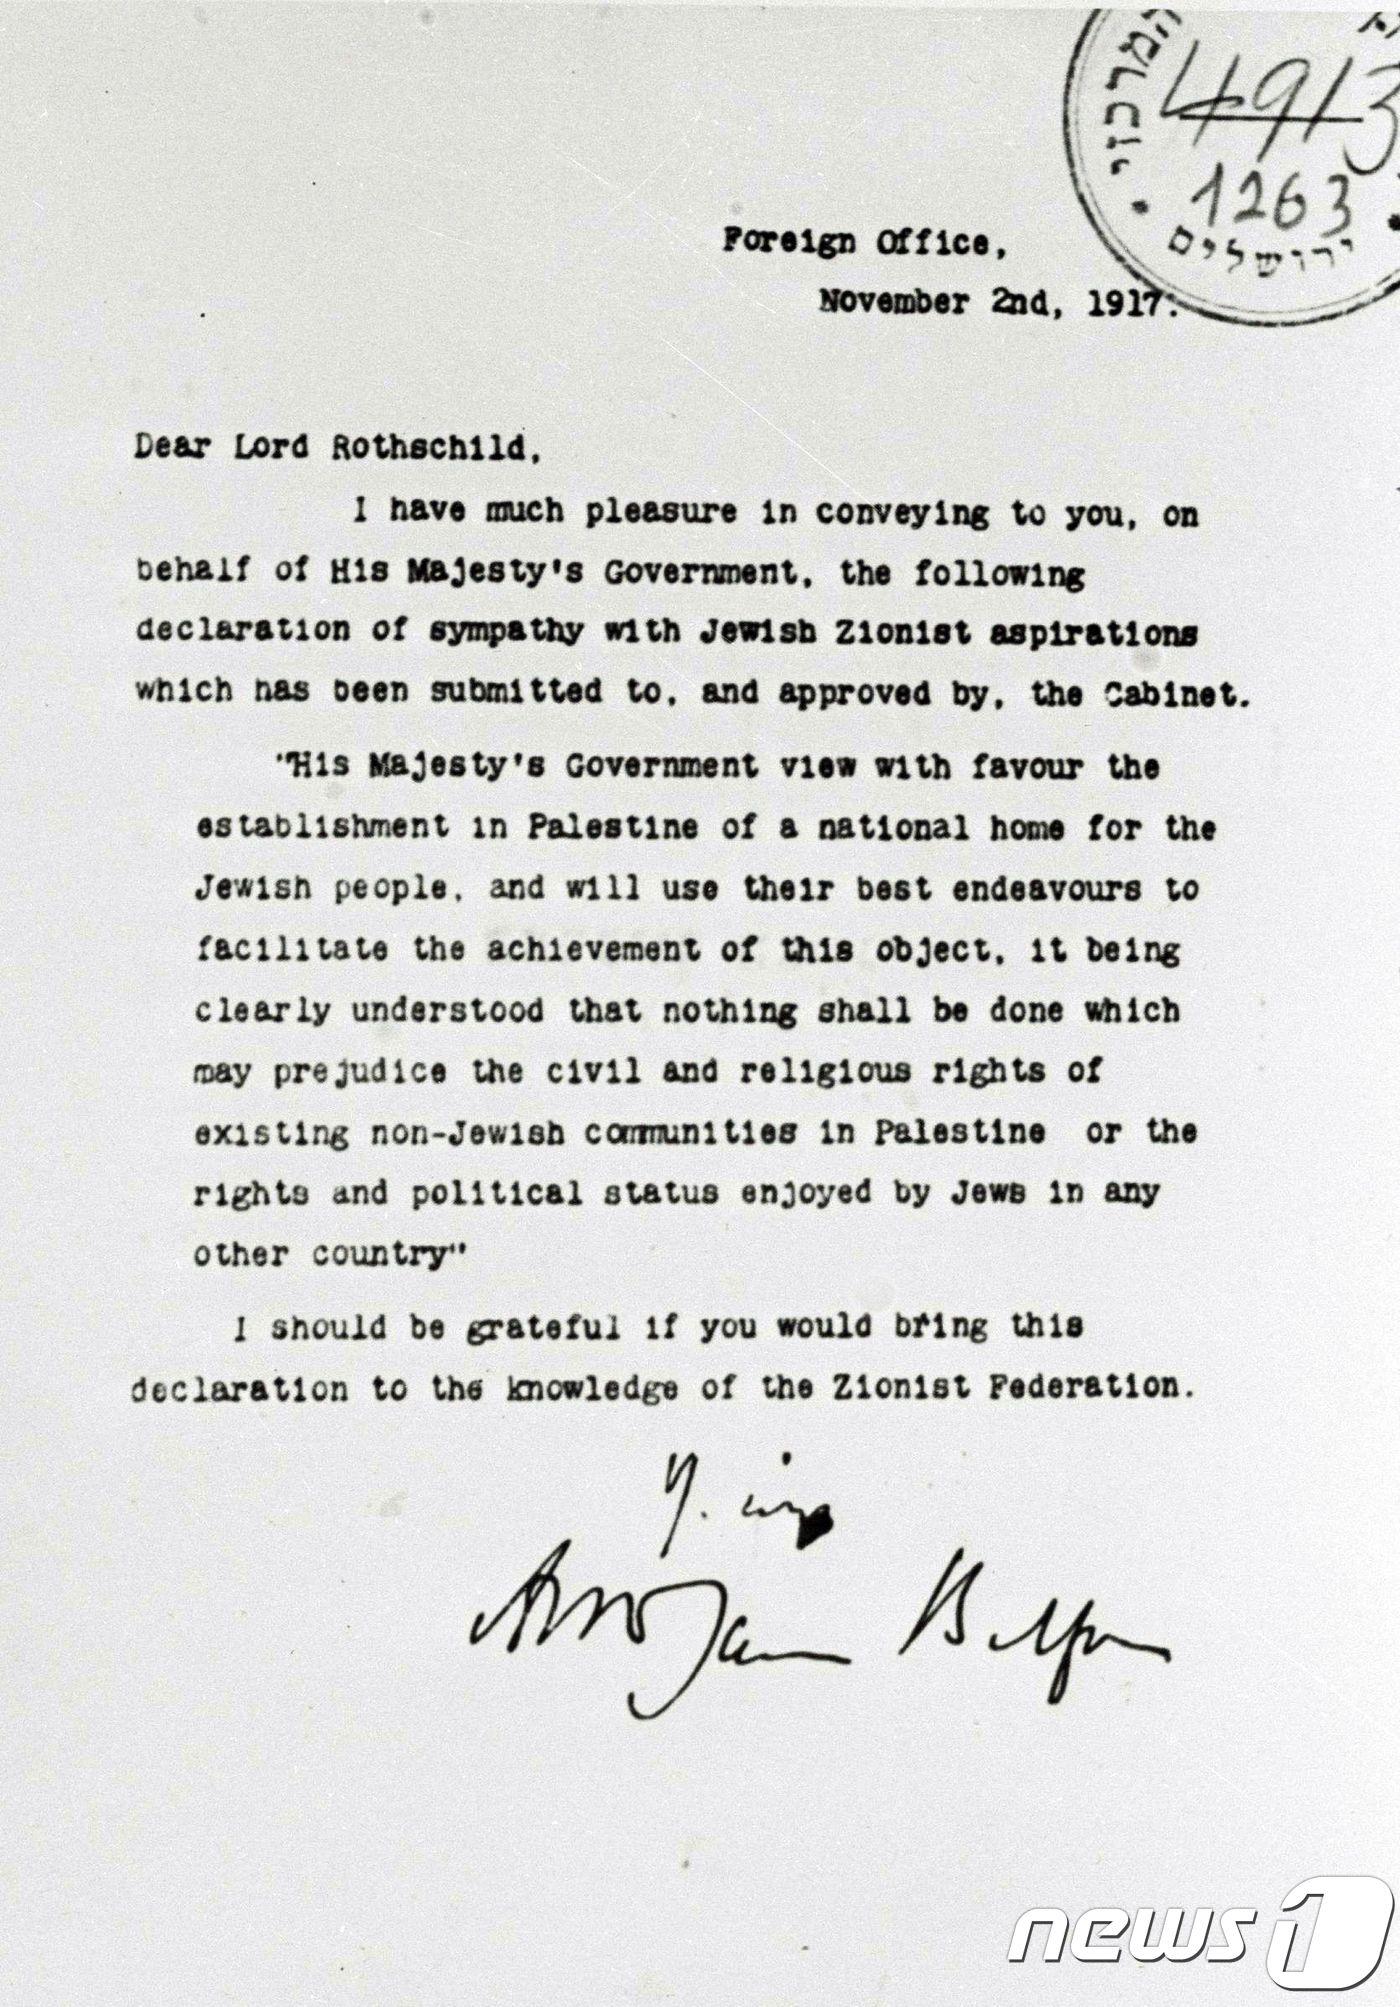 המרכזי
4913
1263
ירושלים
Foreign Office,
November 2nd, 1917.
Dear Lord Rothschild,
I have much pleasure in conveying to you, on
behalf of His Majesty's Government, the following
declaration of sympathy with Jewish Zionist aspirations
which has been submitted to, and approved by, the Cabinet.
"His Majesty's Government view with favour the
establishment in Palestine of a national home for the
Jewish people, and will use their best endeavours to
facilitate the achievement of this object, it being
clearly understood that nothing shall be done which
may prejudice the civil and religious rights of
existing non-Jewish communities in Palestine or the
rights and political status enjoyed by Jews in any
other country"
I should be grateful if you would bring this
declaration to the knowledge of the Zionist Federation.
Arthur James Balfour
news1